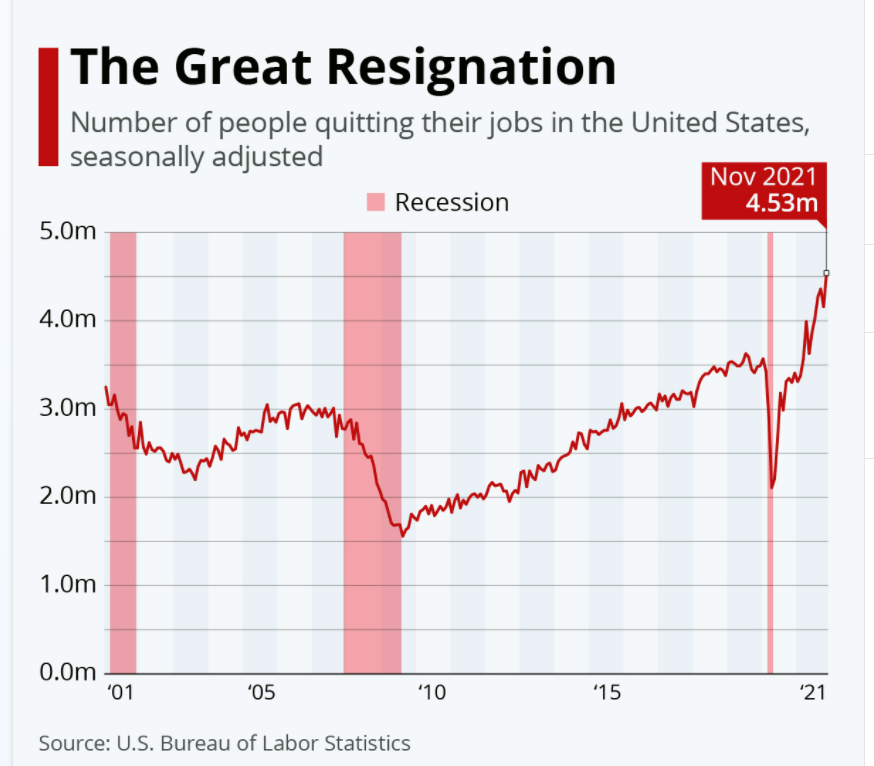 The Great Resignation
Number of people quitting their jobs in the United States,
seasonally adjusted
Nov 2021
4.53m
Recession
5.0m
4.0m
3.0m
2.0m
1.0m
0.0m
‘01 ‘05 ‘10 ‘15 ‘21
Source: U.S. Bureau of Labor Statistics